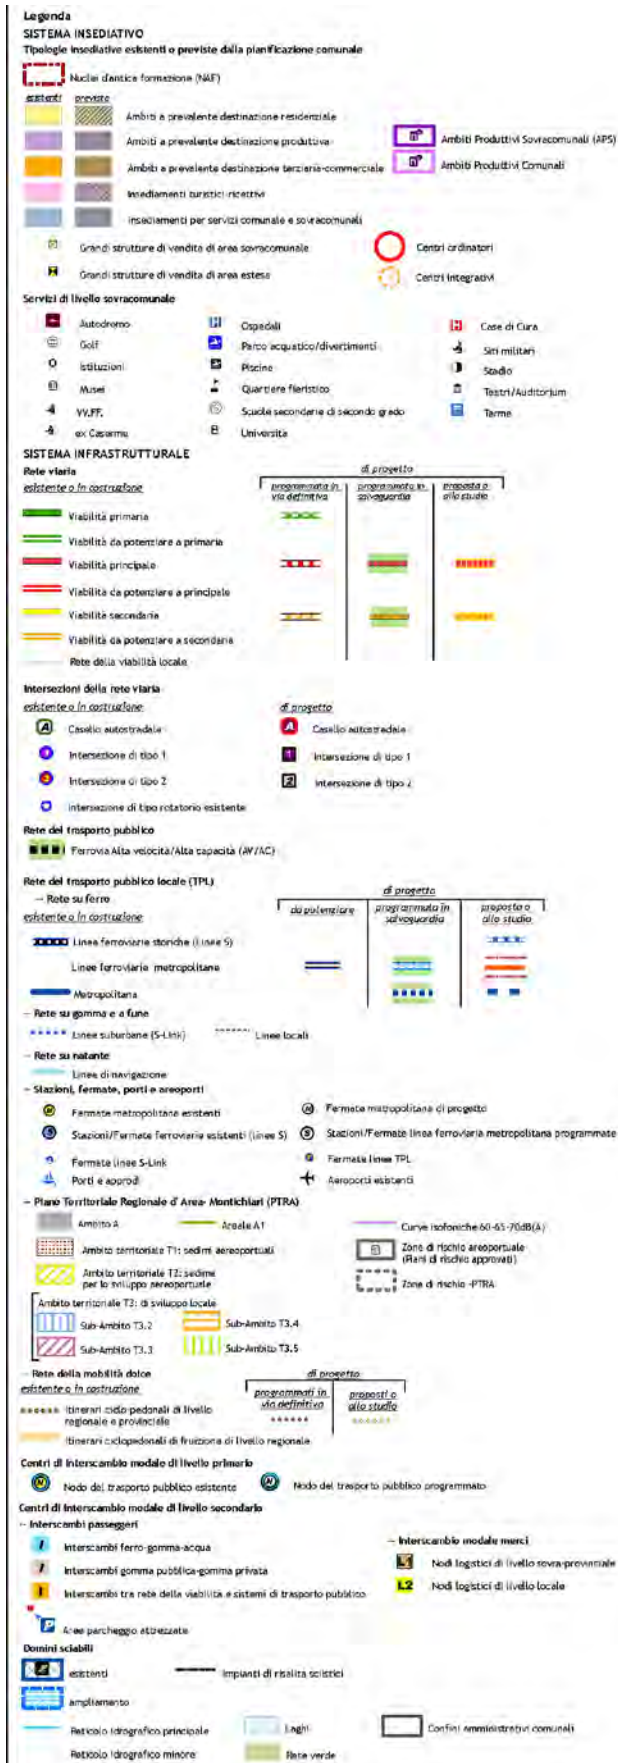 Legenda
SISTEMA INSEDIATIVO
Tipologie insediative esistenti o previste dalla pianificazione comunale
Nuclei d'antica formazione (NAF)
esistenti previste
Ambiti a prevalente destinazione residenziale
Ambiti a prevalente destinazione produttiva
Ambiti Produttivi Sovracomunali (APS)
Ambiti a prevalente destinazione terziaria-commerciale
Ambiti Produttivi Comunali
Insediamenti turistici-ricettivi
Insediamenti per servizi comunale e sovracomunali
Grandi strutture di vendita di area sovracomunale
Centri ordinatori
Grandi strutture di vendita di area estesa
Centri integrativi
Servizi di livello sovracomunale
Autodromo
Ospedali
Case di Cura
Golf
Parco acquatico/divertimenti
Siti militari
Istituzioni
Piscine
Stadio
Musei
Quartiere fieristico
Teatri/Auditorium
VV.FF.
Scuole secondarie di secondo grado
Terme
ex Caserma
Università
SISTEMA INFRASTRUTTURALE
Rete viaria
di progetto
esistente o in costruzione
programmata in via definitiva
programmata in salvaguardia
proposta o allo studio
Viabilità primaria
Viabilità da potenziare a primaria
Viabilità principale
Viabilità da potenziare a principale
Viabilità secondaria
Viabilità da potenziare a secondaria
Rete della viabilità locale
Intersezioni della rete viaria
esistente o in costruzione
di progetto
A Casello autostradale
A Casello autostradale
Intersezione di tipo 1
1 Intersezione di tipo 1
Intersezione di tipo 2
2 Intersezione di tipo 2
Intersezione di tipo rotatorio esistente
Rete del trasporto pubblico
Ferrovia Alta velocità/Alta capacità (AV/AC)
Rete del trasporto pubblico locale (TPL)
di progetto
– Rete su ferro
esistente o in costruzione
da potenziare
programmata in salvaguardia
proposta o allo studio
Linee ferroviarie storiche (Linee S)
Linee ferroviarie metropolitane
Metropolitana
– Rete su gomma e a fune
Linee suburbane (S-Link)
Linee locali
– Rete su natante
Linee di navigazione
– Stazioni, fermate, porti e areoporti
Fermate metropolitana esistenti
Fermate metropolitana di progetto
Stazioni/Fermate ferroviarie esistenti (linee S)
Stazioni/Fermate linea ferroviaria metropolitana programmate
Fermate linee S-Link
Fermate linee TPL
Porti e approdi
Aeroporti esistenti
– Piano Territoriale Regionale d'Area- Montichiari (PTRA)
Ambito A
Areale A1
Curve isofoniche 60-65-70dB(A)
Ambito territoriale T1: sedimi aereoportuali
Zone di rischio areoportuale
(Piani di rischio approvati)
Ambito territoriale T2: sedime
per lo sviluppo aereoportuale
Zone di rischio -PTRA
Ambito territoriale T3: di sviluppo locale
Sub-Ambito T3.2
Sub-Ambito T3.4
Sub-Ambito T3.3
Sub-Ambito T3.5
– Rete della mobilità dolce
di progetto
esistente o in costruzione
programmati in via definitiva
proposti o allo studio
Itinerari ciclo-pedonali di livello
regionale e provinciale
Itinerari ciclopedonali di fruizione di livello regionale
Centri di interscambio modale di livello primario
Nodo del trasporto pubblico esistente
Nodo del trasporto pubblico programmato
Centri di interscambio modale di livello secondario
– Interscambi passeggeri
– Interscambio modale merci
I Interscambi ferro-gomma-acqua
L1 Nodi logistici di livello sovra-provinciale
I Interscambi gomma pubblica-gomma privata
L2 Nodi logistici di livello locale
I Interscambi tra rete della viabilità e sistemi di trasporto pubblico
P Aree parcheggio attrezzate
Domini sciabili
esistenti
Impianti di risalita sciistici
ampliamento
Reticolo idrografico principale
Laghi
Confini amministrativi comunali
Reticolo idrografico minore
Rete verde